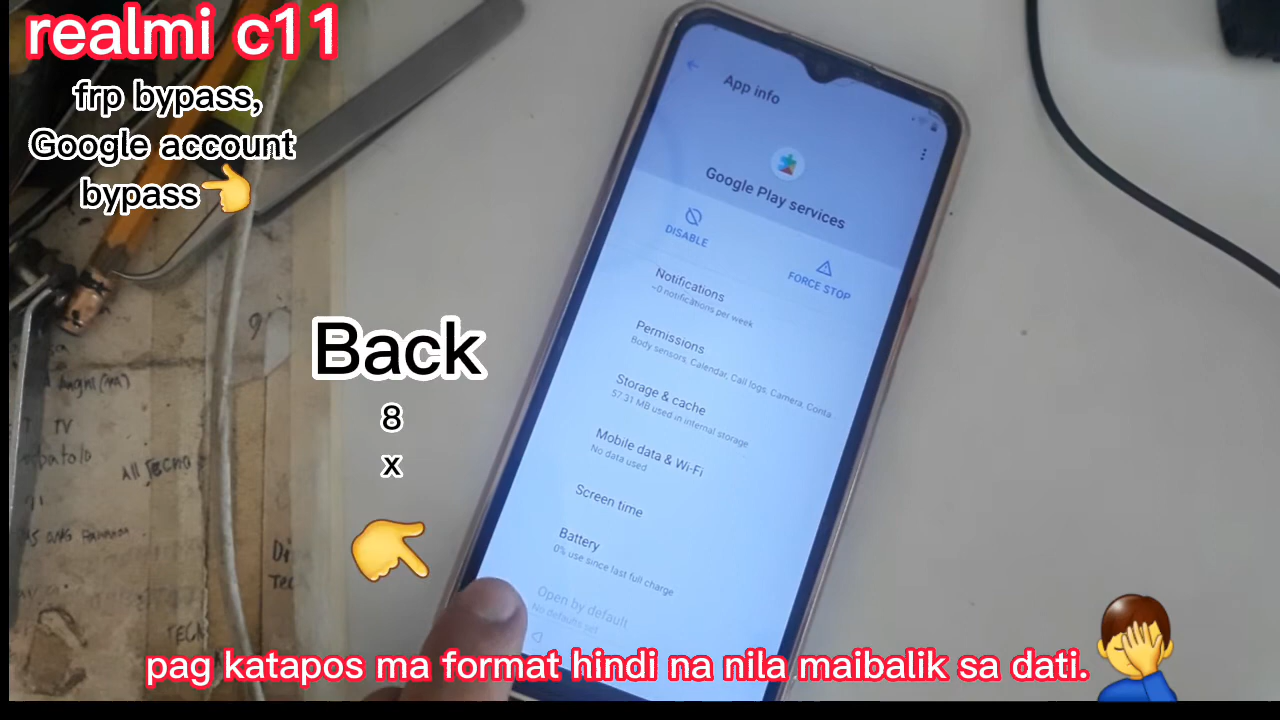 realmi c11
frp bypass,
Google account
bypass
Back
8
x
App info
Google Play services
DISABLE
FORCE STOP
Notifications
~0 notifications per week
Permissions
Body sensors, Calendar, Call logs, Camera, Conta
Storage & cache
57.31 MB used in internal storage
Mobile data & Wi-Fi
No data used
Screen time
Battery
0% use since last full charge
Open by default
No defaults set
TV
All Tecno
pag katapos ma format hindi na nila maibalik sa dati.